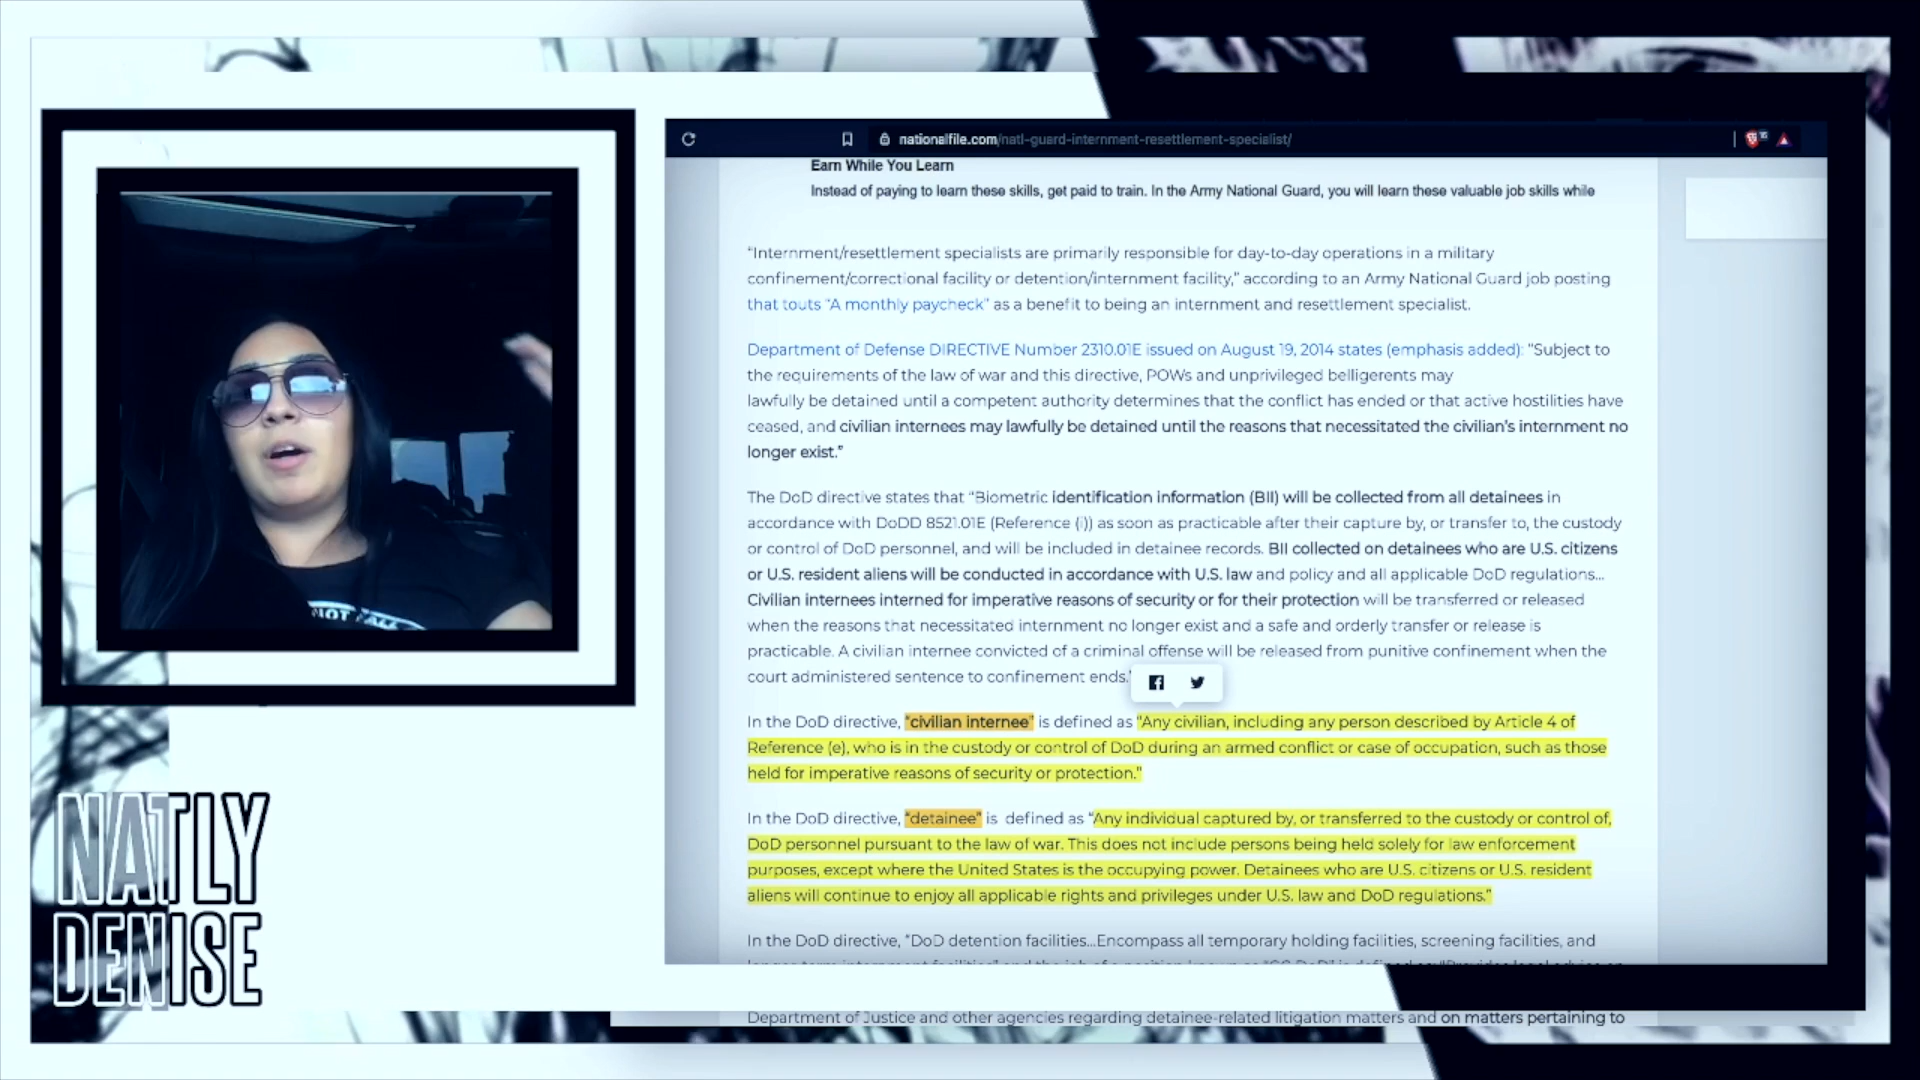 nationalfile.com/natl-guard-internment-resettlement-specialist/
Earn While You Learn
Instead of paying to learn these skills, get paid to train. In the Army National Guard, you will learn these valuable job skills while
“Internment/resettlement specialists are primarily responsible for day-to-day operations in a military
confinement/correctional facility or detention/internment facility,” according to an Army National Guard job posting
that touts “A monthly paycheck” as a benefit to being an internment and resettlement specialist.
Department of Defense DIRECTIVE Number 2310.01E issued on August 19, 2014 states (emphasis added): “Subject to
the requirements of the law of war and this directive, POWs and unprivileged belligerents may
lawfully be detained until a competent authority determines that the conflict has ended or that active hostilities have
ceased, and civilian internees may lawfully be detained until the reasons that necessitated the civilian’s internment no
longer exist.”
The DoD directive states that “Biometric identification information (BII) will be collected from all detainees in
accordance with DoDD 8521.01E (Reference (i)) as soon as practicable after their capture by, or transfer to, the custody
or control of DoD personnel, and will be included in detainee records. BII collected on detainees who are U.S. citizens
or U.S. resident aliens will be conducted in accordance with U.S. law and policy and all applicable DoD regulations...
Civilian internees interned for imperative reasons of security or for their protection will be transferred or released
when the reasons that necessitated internment no longer exist and a safe and orderly transfer or release is
practicable. A civilian internee convicted of a criminal offense will be released from punitive confinement when the
court administered sentence to confinement ends.
In the DoD directive, “civilian internee” is defined as “Any civilian, including any person described by Article 4 of
Reference (e), who is in the custody or control of DoD during an armed conflict or case of occupation, such as those
held for imperative reasons of security or protection.”
In the DoD directive, “detainee” is defined as “Any individual captured by, or transferred to the custody or control of,
DoD personnel pursuant to the law of war. This does not include persons being held solely for law enforcement
purposes, except where the United States is the occupying power. Detainees who are U.S. citizens or U.S. resident
aliens will continue to enjoy all applicable rights and privileges under U.S. law and DoD regulations.”
In the DoD directive, “DoD detention facilities...Encompass all temporary holding facilities, screening facilities, and
Department of Justice and other agencies regarding detainee-related litigation matters and on matters pertaining to
NOT
NATLY
DENISE